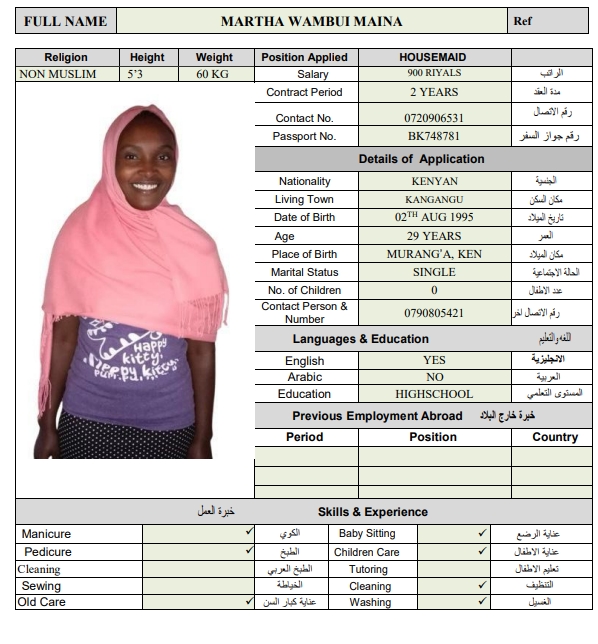 FULL NAME MARTHA WAMBUI MAINA Ref
Religion Height Weight Position Applied HOUSEMAID
NON MUSLIM 5'3 60 KG Salary 900 RIYALS الراتب
Contract Period 2 YEARS مدة العقد
Contact No. 0720906531 رقم الاتصال
Passport No. BK748781 رقم جواز السفر
Details of Application
Nationality KENYAN الجنسية
Living Town KANGANGU مكان السكن
Date of Birth 02TH AUG 1995 تاريخ الميلاد
Age 29 YEARS العمر
Place of Birth MURANG'A, KEN مكان الميلاد
Marital Status SINGLE الحالة الاجتماعية
No. of Children 0 عدد الاطفال
Contact Person & Number 0790805421 رقم الاتصال اخر
Languages & Education اللغه والتعليم
English YES الانجليزية
Arabic NO العربية
Education HIGHSCHOOL المستوى التعلمي
Previous Employment Abroad خبرة خارج البلاد
Period Position Country
HAPPY
kitty,
خبرة العمل Skills & Experience
Manicure ✓ الكوي Baby Sitting ✓ عناية الرضع
Pedicure ✓ الطبخ Children Care ✓ عناية الاطفال
Cleaning الطبخ العربي Tutoring تعليم الاطفال
Sewing الخياطة Cleaning ✓ التنظيف
Old Care ✓ عناية كبار السن Washing ✓ الغسيل